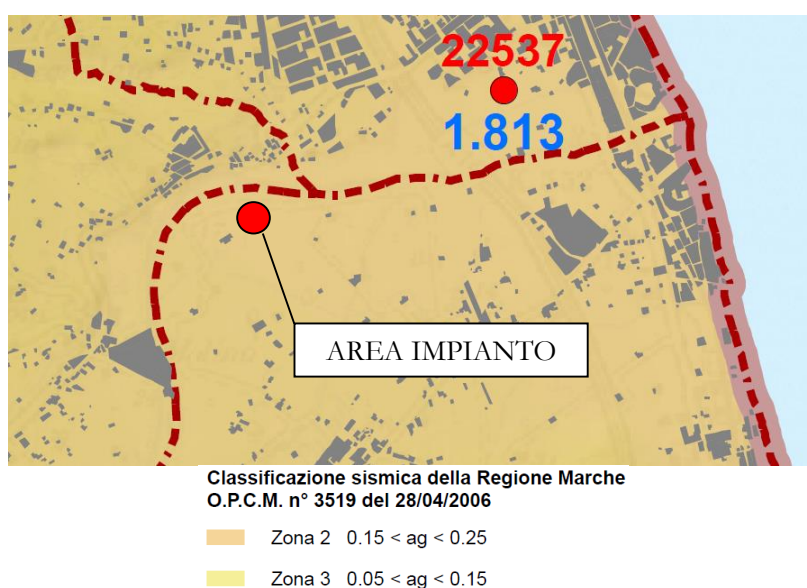 22537
1.813
AREA IMPIANTO
Classificazione sismica della Regione Marche
O.P.C.M. n° 3519 del 28/04/2006
Zona 2 0.15 < ag < 0.25
Zona 3 0.05 < ag < 0.15